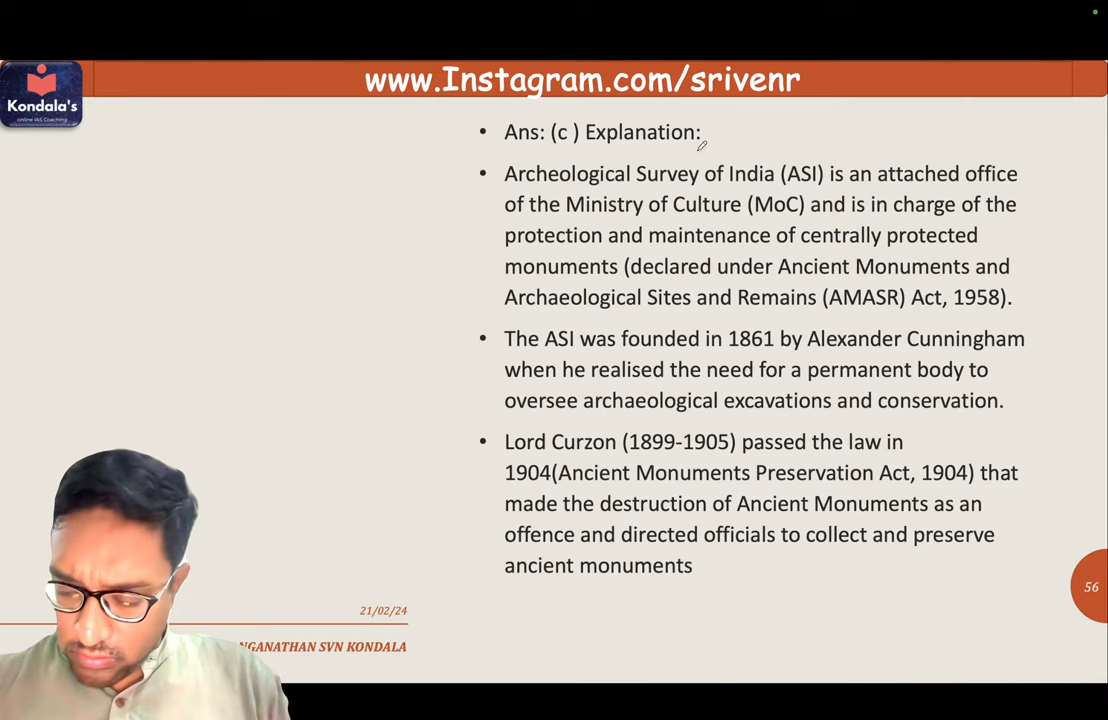 www.Instagram.com/srivenr
Kondala's
online IAS Coaching
• Ans: (c ) Explanation:
• Archeological Survey of India (ASI) is an attached office
of the Ministry of Culture (MoC) and is in charge of the
protection and maintenance of centrally protected
monuments (declared under Ancient Monuments and
Archaeological Sites and Remains (AMASR) Act, 1958).
• The ASI was founded in 1861 by Alexander Cunningham
when he realised the need for a permanent body to
oversee archaeological excavations and conservation.
• Lord Curzon (1899-1905) passed the law in
1904(Ancient Monuments Preservation Act, 1904) that
made the destruction of Ancient Monuments as an
offence and directed officials to collect and preserve
ancient monuments
56
21/02/24
NGANATHAN SVN KONDALA